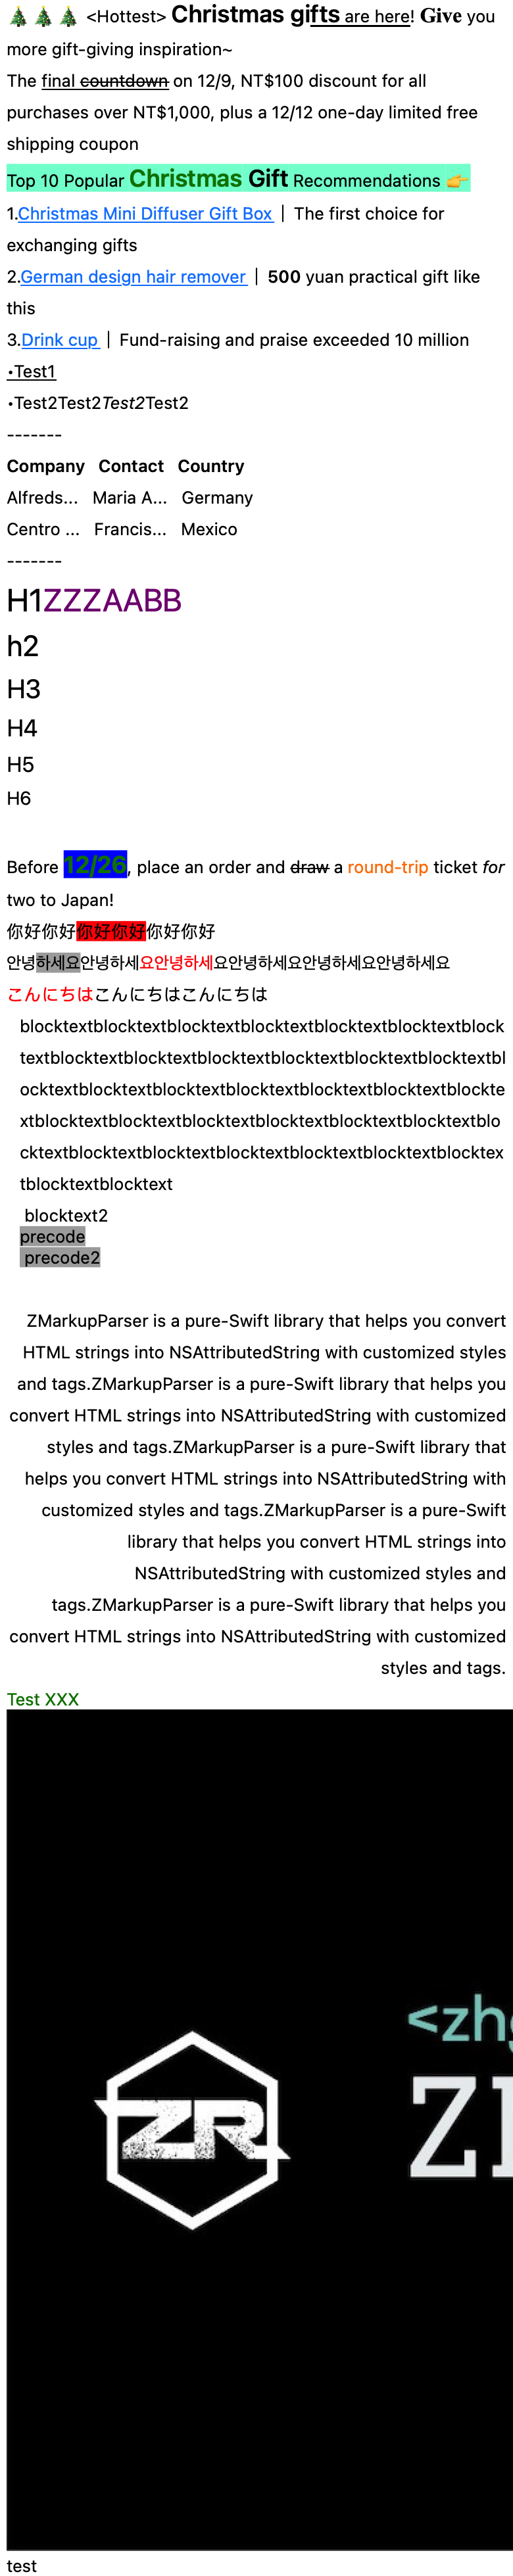 🎄🎄🎄 <Hottest> Christmas gifts are here! Give you
more gift-giving inspiration~
The final countdown on 12/9, NT$100 discount for all
purchases over NT$1,000, plus a 12/12 one-day limited free
shipping coupon
Top 10 Popular Christmas Gift Recommendations 👉
1.Christmas Mini Diffuser Gift Box｜The first choice for
exchanging gifts
2.German design hair remover｜500 yuan practical gift like
this
3.Drink cup｜Fund-raising and praise exceeded 10 million
•Test1
•Test2Test2Test2Test2
-------
Company Contact Country
Alfreds... Maria A... Germany
Centro ... Francis... Mexico
-------
H1ZZZAABB
h2
H3
H4
H5
H6
Before 12/26, place an order and draw a round-trip ticket for
two to Japan!
你好你好你好你好你好你好
안녕하세요안녕하세요안녕하세요안녕하세요안녕하세요안녕하세요
こんにちはこんにちはこんにちは
blocktextblocktextblocktextblocktextblocktextblocktextblock
textblocktextblocktextblocktextblocktextblocktextblocktextbl
ocktextblocktextblocktextblocktextblocktextblocktextblockte
xtblocktextblocktextblocktextblocktextblocktextblocktextblo
cktextblocktextblocktextblocktextblocktextblocktextblocktex
tblocktextblocktext
blocktext2
precode
precode2
ZMarkupParser is a pure-Swift library that helps you convert
HTML strings into NSAttributedString with customized styles
and tags.ZMarkupParser is a pure-Swift library that helps you
convert HTML strings into NSAttributedString with customized
styles and tags.ZMarkupParser is a pure-Swift library that
helps you convert HTML strings into NSAttributedString with
customized styles and tags.ZMarkupParser is a pure-Swift
library that helps you convert HTML strings into
NSAttributedString with customized styles and
tags.ZMarkupParser is a pure-Swift library that helps you
convert HTML strings into NSAttributedString with customized
styles and tags.
Test XXX
<zh
ZR
Z
test